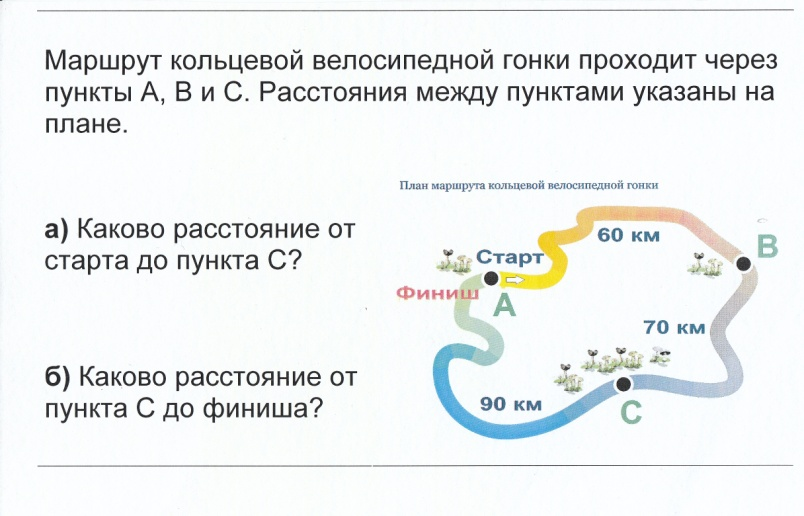 Маршрут кольцевой велосипедной гонки проходит через
пункты А, В и С. Расстояния между пунктами указаны на
плане.
План маршрута кольцевой велосипедной гонки
а) Каково расстояние от
старта до пункта С?
60 км
В
Старт
Финиш
А
70 км
б) Каково расстояние от
пункта С до финиша?
90 км
С